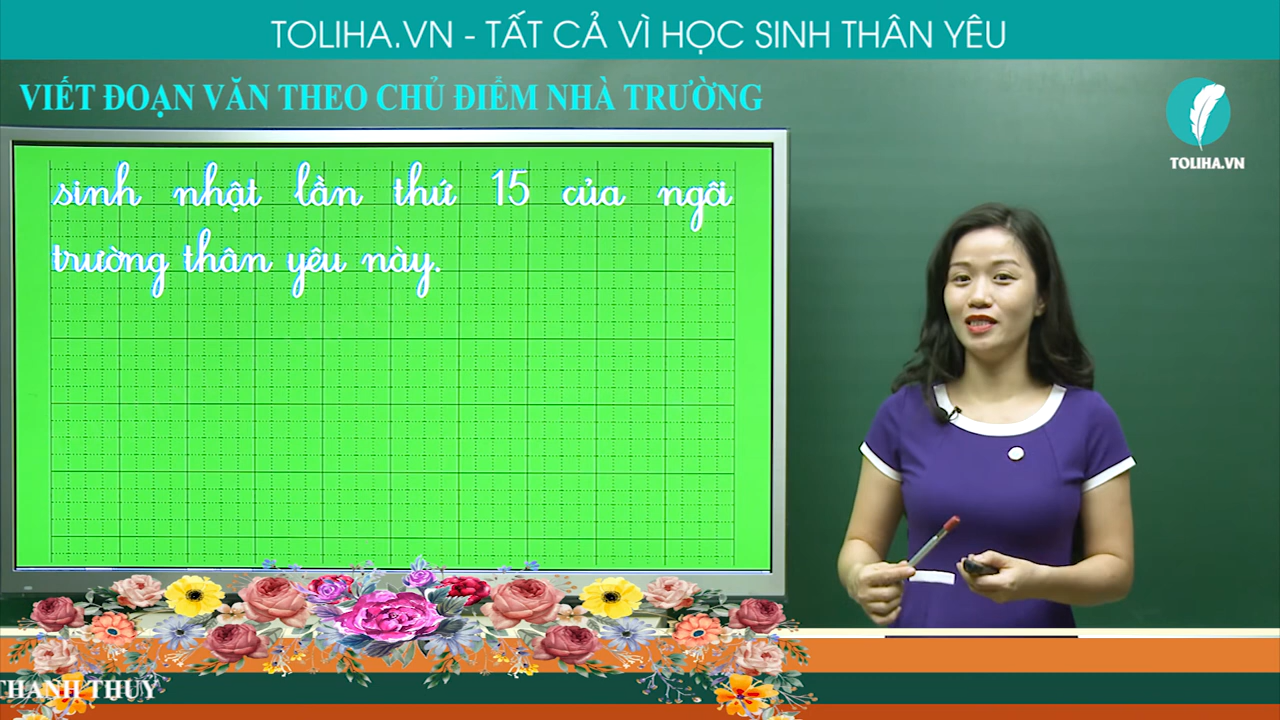 TOLIHA.VN - TẤT CẢ VÌ HỌC SINH THÂN YÊU
VIẾT ĐOẠN VĂN THEO CHỦ ĐIỂM NHÀ TRƯỜNG
TOLIHA.VN
sinh nhật lần thứ 15 của ngôi
trường thân yêu này.
THANH THUY